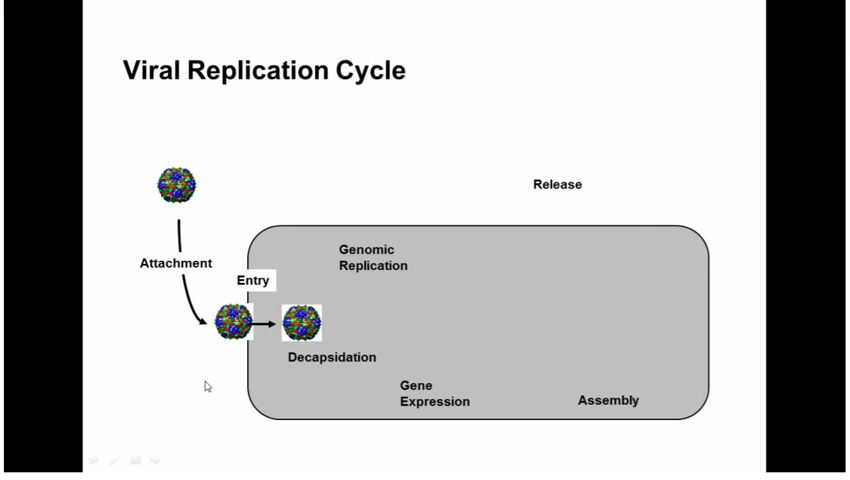 Viral Replication Cycle
Release
Genomic
Replication
Attachment
Entry
Decapsidation
Gene
Expression
Assembly